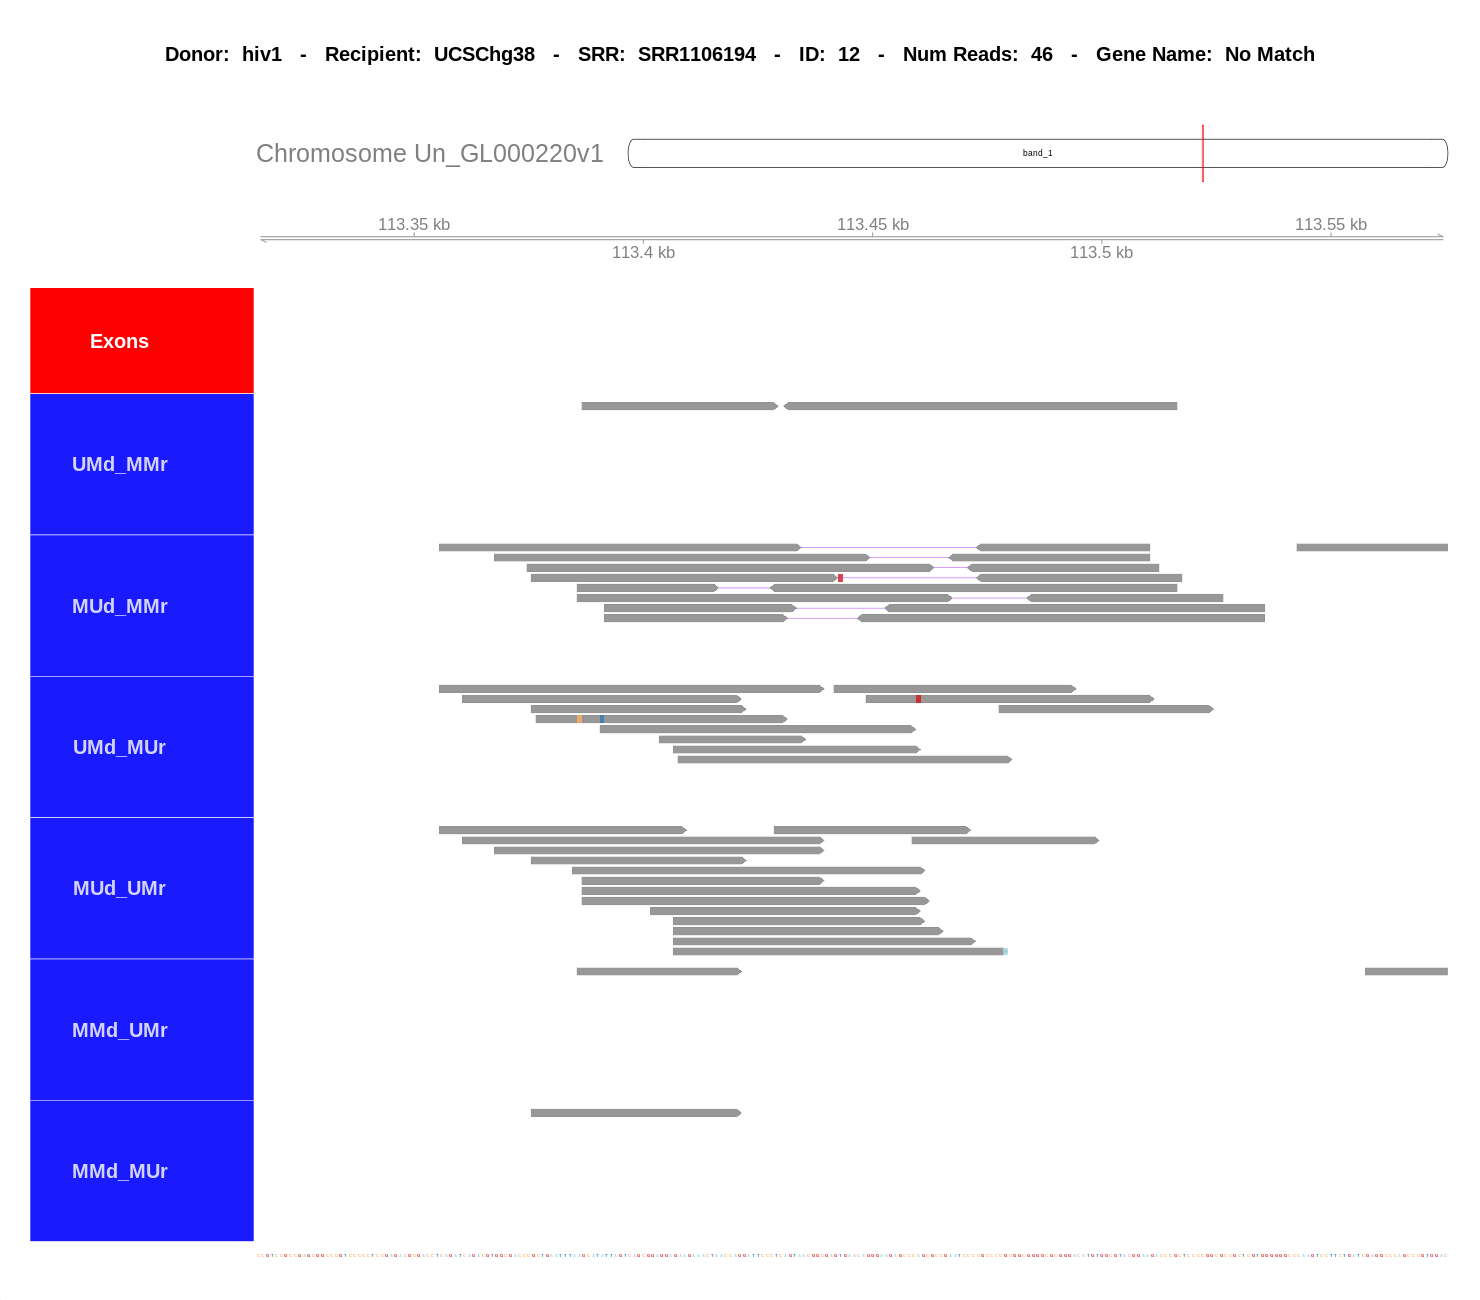 Donor: hiv1 - Recipient: UCSChg38 - SRR: SRR1106194 - ID: 12 - Num Reads: 46 - Gene Name: No Match
Chromosome Un_GL000220v1
band_1
113.35 kb 113.45 kb 113.55 kb
113.4 kb 113.5 kb
Exons
UMd_MMr
MUd_MMr
UMd_MUr
MUd_UMr
MMd_UMr
MMd_MUr